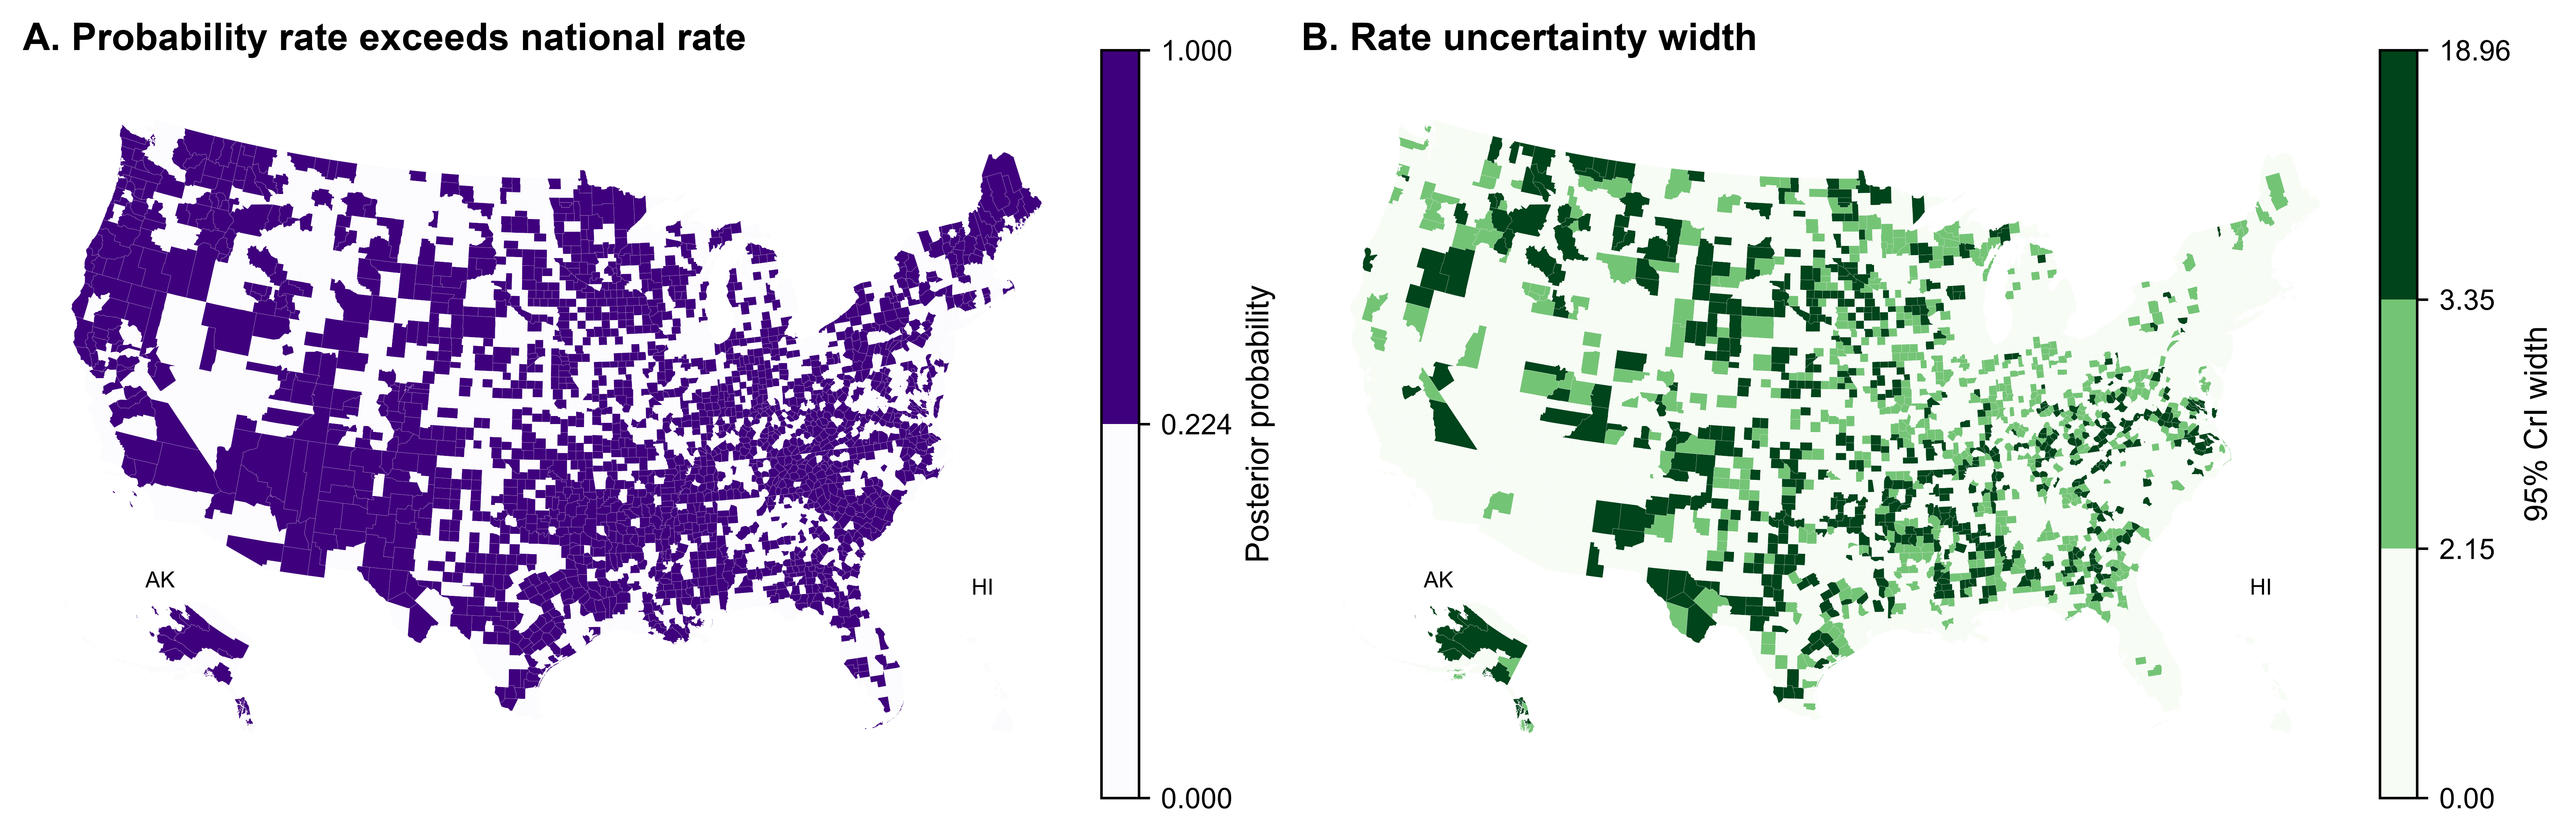 A. Probability rate exceeds national rate
1.000
0.224
0.000
Posterior probability
AK
HI
B. Rate uncertainty width
18.96
3.35
2.15
0.00
95% CrI width
AK
HI